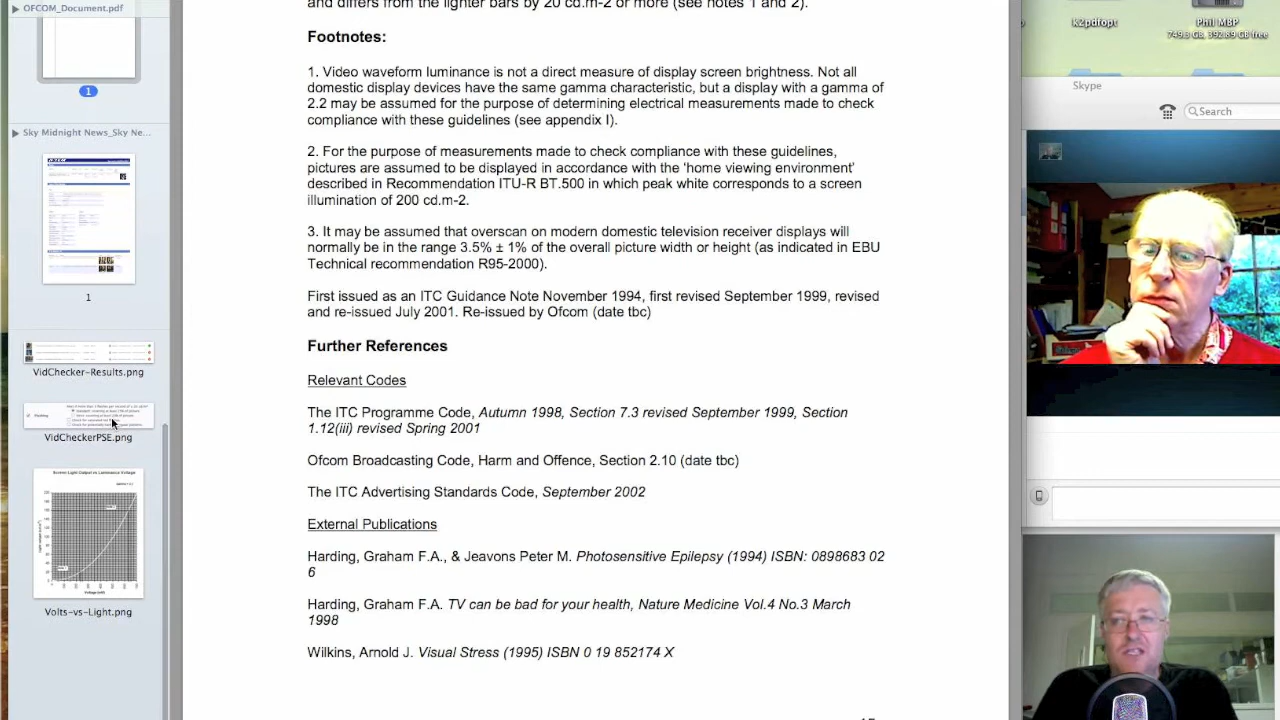 OFCOM_Document.pdf
1
Sky Midnight News_Sky Ne...
1
VidChecker-Results.png
VidCheckerPSE.png
Screen Light Output vs Luminance Voltage
Volts-vs-Light.png
and differs from the lighter bars by 20 cd.m-2 or more (see notes 1 and 2).
Footnotes:
1. Video waveform luminance is not a direct measure of display screen brightness. Not all
domestic display devices have the same gamma characteristic, but a display with a gamma of
2.2 may be assumed for the purpose of determining electrical measurements made to check
compliance with these guidelines (see appendix I).
2. For the purpose of measurements made to check compliance with these guidelines,
pictures are assumed to be displayed in accordance with the 'home viewing environment'
described in Recommendation ITU-R BT.500 in which peak white corresponds to a screen
illumination of 200 cd.m-2.
3. It may be assumed that overscan on modern domestic television receiver displays will
normally be in the range 3.5% ± 1% of the overall picture width or height (as indicated in EBU
Technical recommendation R95-2000).
First issued as an ITC Guidance Note November 1994, first revised September 1999, revised
and re-issued July 2001. Re-issued by Ofcom (date tbc)
Further References
Relevant Codes
The ITC Programme Code, Autumn 1998, Section 7.3 revised September 1999, Section
1.12(iii) revised Spring 2001
Ofcom Broadcasting Code, Harm and Offence, Section 2.10 (date tbc)
The ITC Advertising Standards Code, September 2002
External Publications
Harding, Graham F.A., & Jeavons Peter M. Photosensitive Epilepsy (1994) ISBN: 0898683 02
6
Harding, Graham F.A. TV can be bad for your health, Nature Medicine Vol.4 No.3 March
1998
Wilkins, Arnold J. Visual Stress (1995) ISBN 0 19 852174 X
k2pdfopt
Phil MBP
749.3 GB, 392.89 GB free
Skype
Search